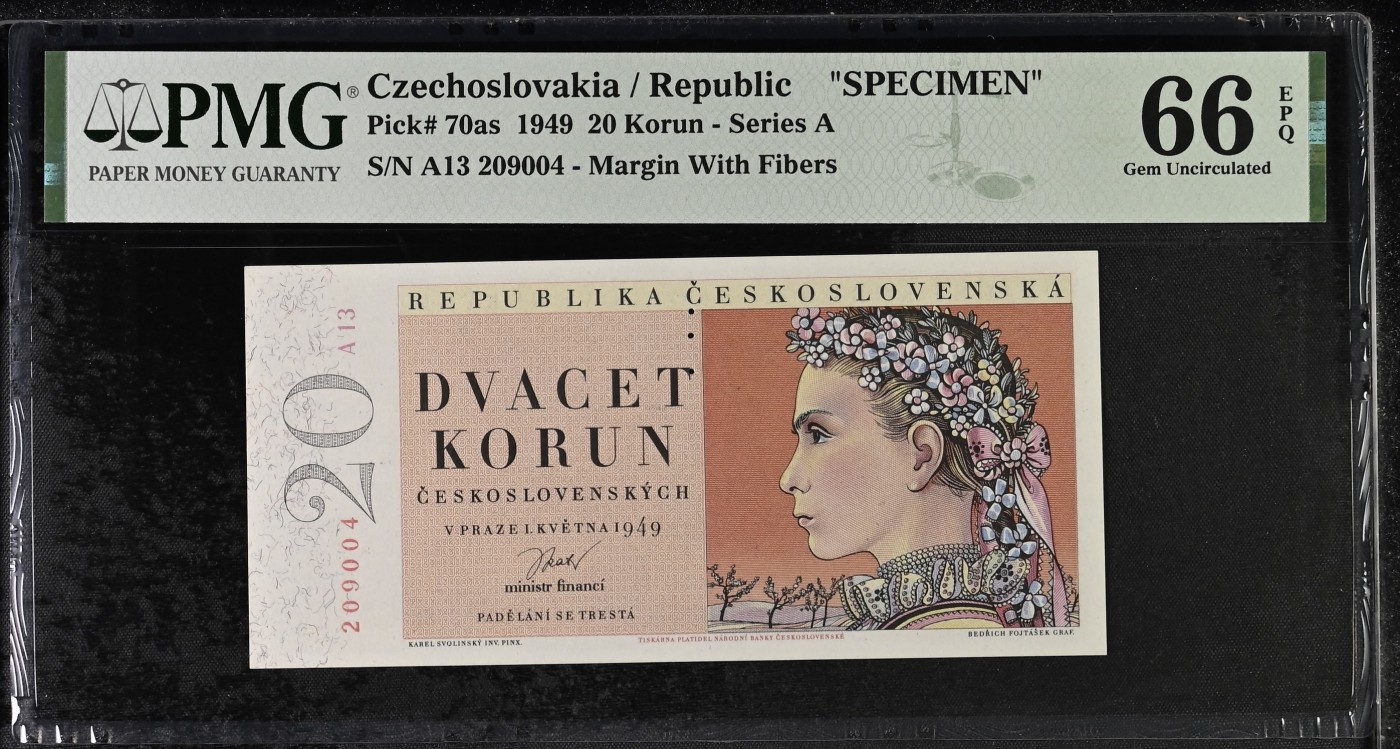 PMG®
PAPER MONEY GUARANTY
Czechoslovakia / Republic "SPECIMEN"
Pick# 70as 1949 20 Korun - Series A
S/N A13 209004 - Margin With Fibers
66
EPQ
Gem Uncirculated
REPUBLIKA ČESKOSLOVENSKÁ
A 13
20
209004
DVACET
KORUN
ČESKOSLOVENSKÝCH
V PRAZE 1. KVĚTNA 1949
ministr financí
PADĚLÁNÍ SE TRESTÁ
KAREL SVOLINSKÝ INV. PINX.
TISKÁRNA PLATIDEL NÁRODNÍ BANKY ČESKOSLOVENSKÉ
BEDŘICH FOJTÁŠEK GRAF.